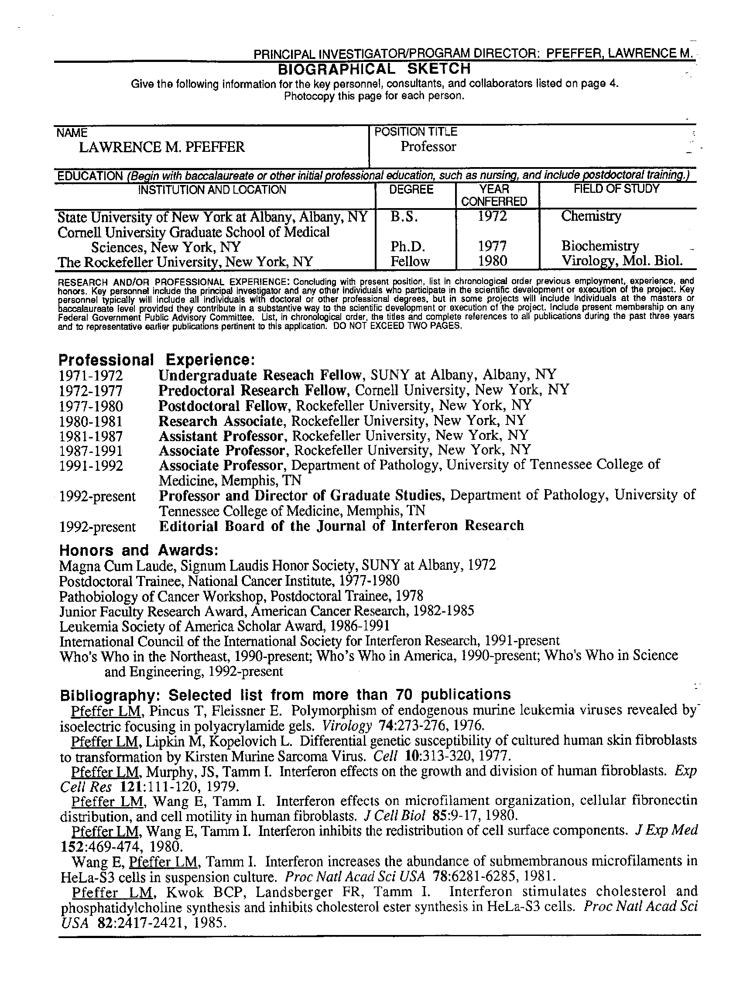 PRINCIPAL INVESTIGATOR/PROGRAM DIRECTOR: PFEFFER, LAWRENCE M.
BIOGRAPHICAL SKETCH
Give the following information for the key personnel, consultants, and collaborators listed on page 4.
Photocopy this page for each person.
NAME
LAWRENCE M. PFEFFER
POSITION TITLE
Professor
EDUCATION (Begin with baccalaureate or other initial professional education, such as nursing, and include postdoctoral training.)
INSTITUTION AND LOCATION DEGREE YEAR CONFERRED FIELD OF STUDY
State University of New York at Albany, Albany, NY B.S. 1972 Chemistry
Cornell University Graduate School of Medical
Sciences, New York, NY Ph.D. 1977 Biochemistry
The Rockefeller University, New York, NY Fellow 1980 Virology, Mol. Biol.
RESEARCH AND/OR PROFESSIONAL EXPERIENCE: Concluding with present position, list in chronological order previous employment, experience, and
honors. Key personnel include the principal investigator and any other individuals who participate in the scientific development or execution of the project. Key
personnel typically will include all individuals with doctoral or other professional degrees, but in some projects will include individuals at the masters or
baccalaureate level provided they contribute in a substantive way to the scientific development or execution of the project. Include present membership on any
Federal Government Public Advisory Committee. List, in chronological order, the titles and complete references to all publications during the past three years
and to representative earlier publications pertinent to this application. DO NOT EXCEED TWO PAGES.
Professional Experience:
1971-1972 Undergraduate Reseach Fellow, SUNY at Albany, Albany, NY
1972-1977 Predoctoral Research Fellow, Cornell University, New York, NY
1977-1980 Postdoctoral Fellow, Rockefeller University, New York, NY
1980-1981 Research Associate, Rockefeller University, New York, NY
1981-1987 Assistant Professor, Rockefeller University, New York, NY
1987-1991 Associate Professor, Rockefeller University, New York, NY
1991-1992 Associate Professor, Department of Pathology, University of Tennessee College of
Medicine, Memphis, TN
1992-present Professor and Director of Graduate Studies, Department of Pathology, University of
Tennessee College of Medicine, Memphis, TN
1992-present Editorial Board of the Journal of Interferon Research
Honors and Awards:
Magna Cum Laude, Signum Laudis Honor Society, SUNY at Albany, 1972
Postdoctoral Trainee, National Cancer Institute, 1977-1980
Pathobiology of Cancer Workshop, Postdoctoral Trainee, 1978
Junior Faculty Research Award, American Cancer Research, 1982-1985
Leukemia Society of America Scholar Award, 1986-1991
International Council of the International Society for Interferon Research, 1991-present
Who's Who in the Northeast, 1990-present; Who's Who in America, 1990-present; Who's Who in Science
and Engineering, 1992-present
Bibliography: Selected list from more than 70 publications
Pfeffer LM, Pincus T, Fleissner E. Polymorphism of endogenous murine leukemia viruses revealed by
isoelectric focusing in polyacrylamide gels. Virology 74:273-276, 1976.
Pfeffer LM, Lipkin M, Kopelovich L. Differential genetic susceptibility of cultured human skin fibroblasts
to transformation by Kirsten Murine Sarcoma Virus. Cell 10:313-320, 1977.
Pfeffer LM, Murphy, JS, Tamm I. Interferon effects on the growth and division of human fibroblasts. Exp
Cell Res 121:111-120, 1979.
Pfeffer LM, Wang E, Tamm I. Interferon effects on microfilament organization, cellular fibronectin
distribution, and cell motility in human fibroblasts. J Cell Biol 85:9-17, 1980.
Pfeffer LM, Wang E, Tamm I. Interferon inhibits the redistribution of cell surface components. J Exp Med
152:469-474, 1980.
Wang E, Pfeffer LM, Tamm I. Interferon increases the abundance of submembranous microfilaments in
HeLa-S3 cells in suspension culture. Proc Natl Acad Sci USA 78:6281-6285, 1981.
Pfeffer LM, Kwok BCP, Landsberger FR, Tamm I. Interferon stimulates cholesterol and
phosphatidylcholine synthesis and inhibits cholesterol ester synthesis in HeLa-S3 cells. Proc Natl Acad Sci
USA 82:2417-2421, 1985.